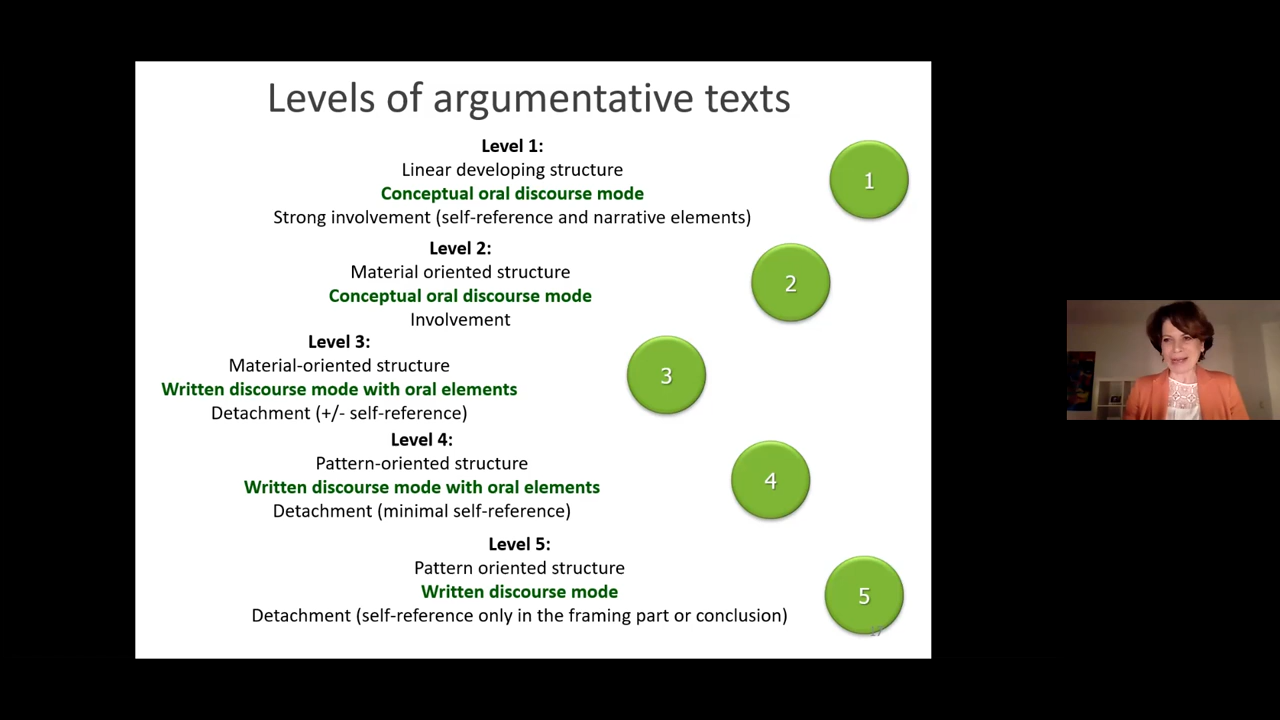 Levels of argumentative texts
Level 1:
Linear developing structure
Conceptual oral discourse mode
Strong involvement (self-reference and narrative elements)
1
Level 2:
Material oriented structure
Conceptual oral discourse mode
Involvement
2
Level 3:
Material-oriented structure
Written discourse mode with oral elements
Detachment (+/- self-reference)
3
Level 4:
Pattern-oriented structure
Written discourse mode with oral elements
Detachment (minimal self-reference)
4
Level 5:
Pattern oriented structure
Written discourse mode
Detachment (self-reference only in the framing part or conclusion)
5
17